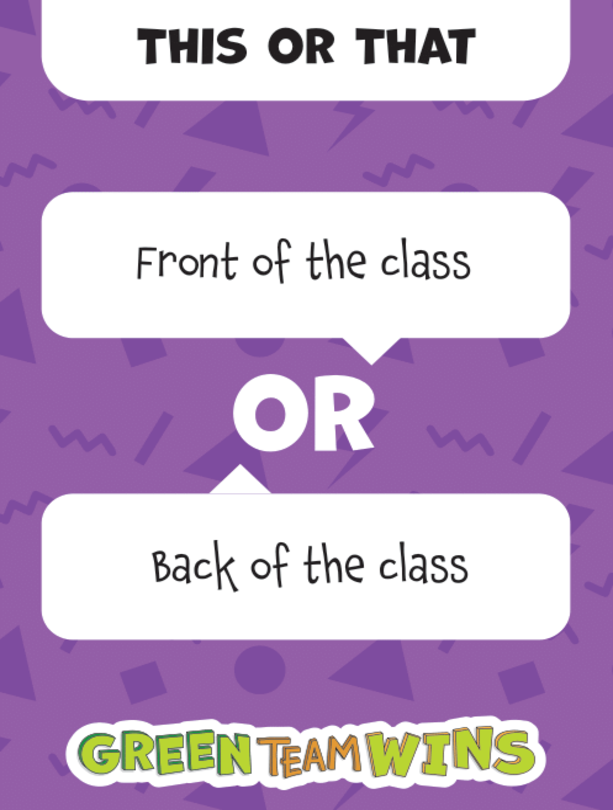 THIS OR THAT
Front of the class
OR
Back of the class
GREEN TEAM WINS